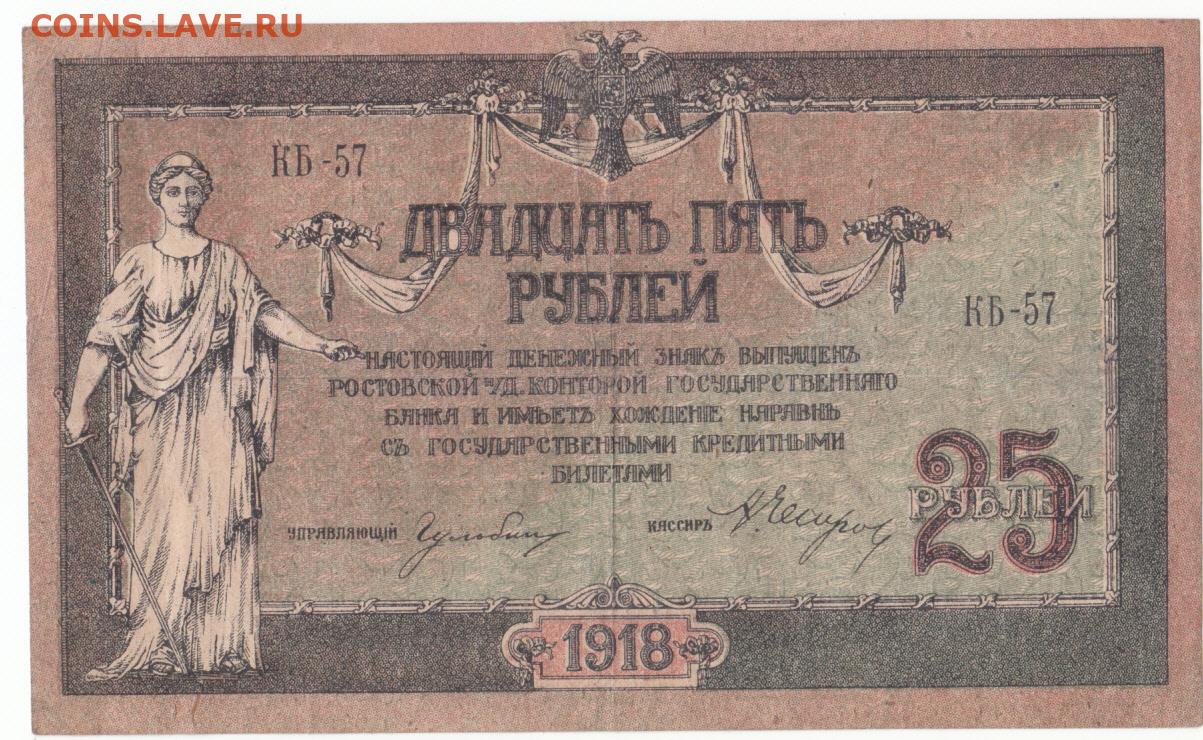 COINS.LAVE.RU
КБ-57
ДВАДЦАТЬ ПЯТЬ
РУБЛЕЙ
КБ-57
НАСТОЯЩІЙ ДЕНЕЖНЫЙ ЗНАКЪ ВЫПУЩЕНЪ
РОСТОВСКОЙ н/Д. КОНТОРОЙ ГОСУДАРСТВЕННАГО
БАНКА И ИМѢЕТЪ ХОЖДЕНІЕ НАРАВНѢ
СЪ ГОСУДАРСТВЕННЫМИ КРЕДИТНЫМИ
БИЛЕТАМИ
25
РУБЛЕЙ
УПРАВЛЯЮЩІЙ
КАССИРЪ
1918